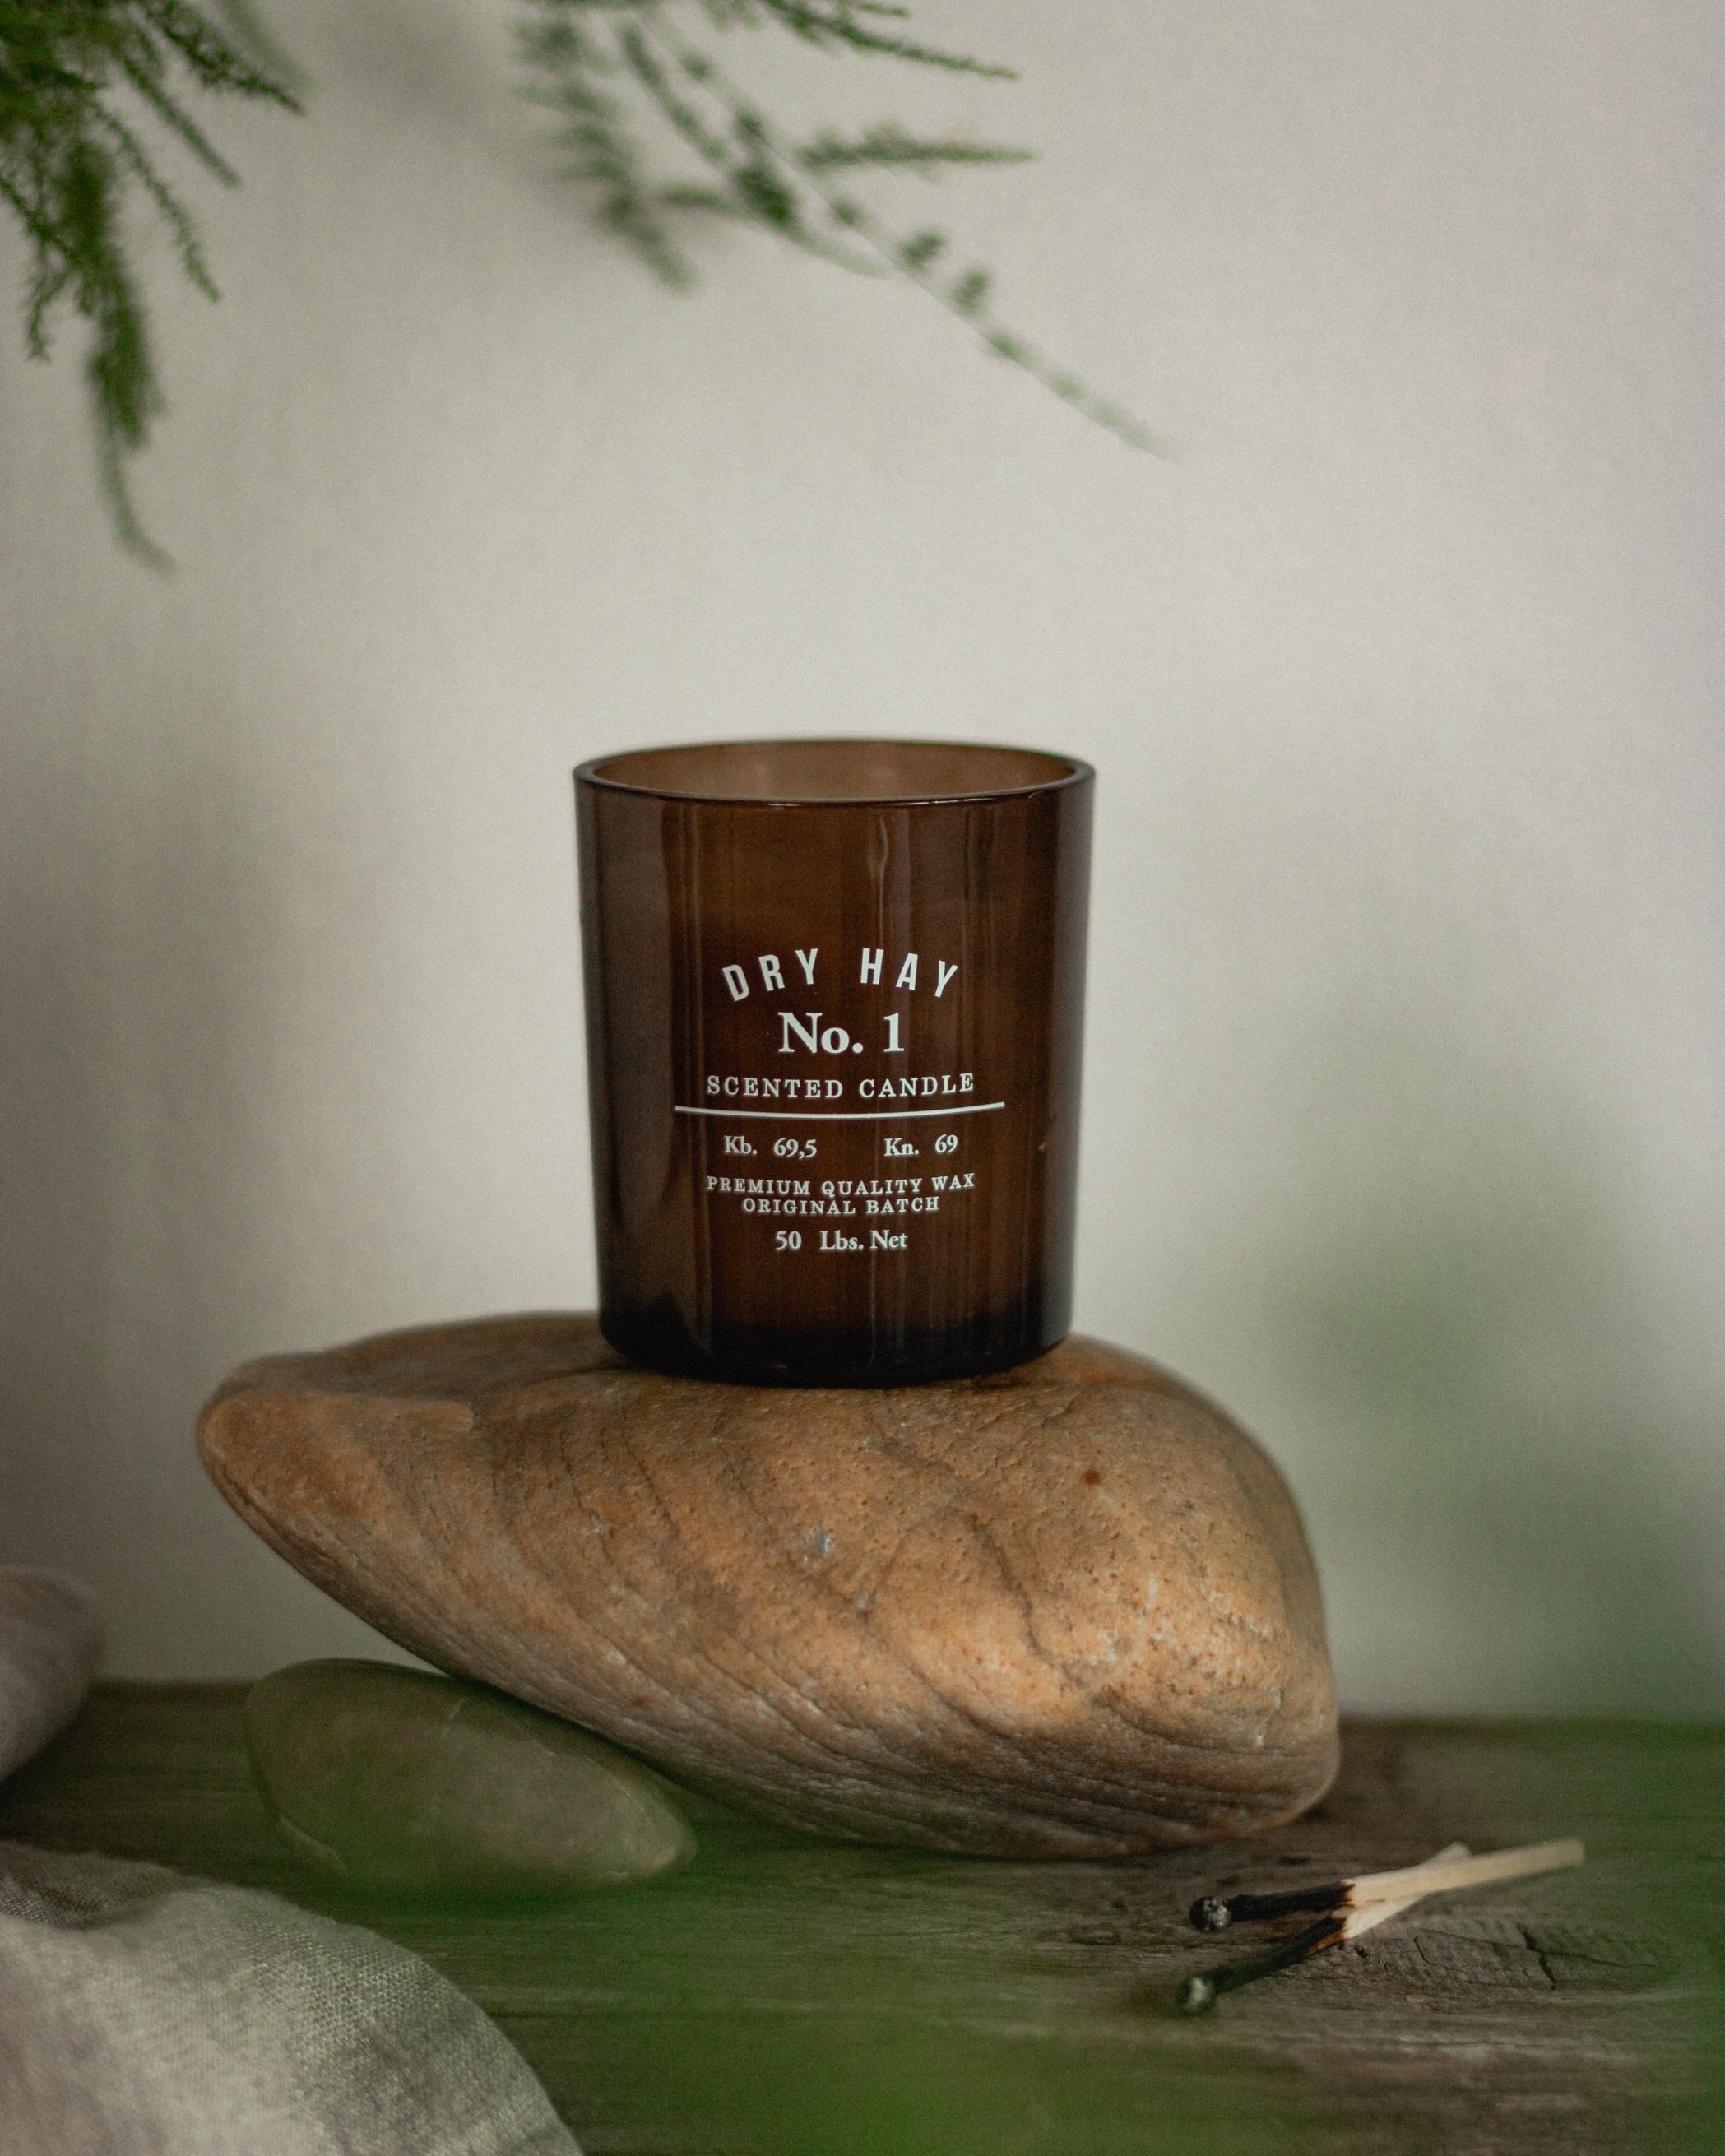 DRY HAY
No. 1
SCENTED CANDLE
Kb. 69,5 Kn. 69
PREMIUM QUALITY WAX
ORIGINAL BATCH
50 Lbs. Net